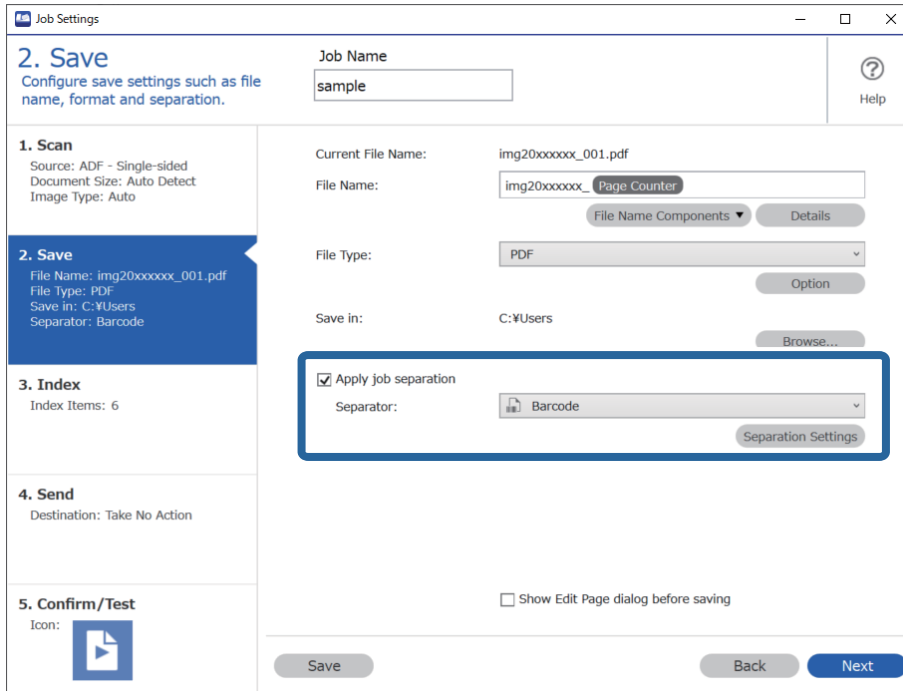 Job Settings
2. Save
Configure save settings such as file
name, format and separation.
Job Name
sample
Help
1. Scan
Source: ADF - Single-sided
Document Size: Auto Detect
Image Type: Auto
2. Save
File Name: img20xxxxxx_001.pdf
File Type: PDF
Save in: C:¥Users
Separator: Barcode
3. Index
Index Items: 6
4. Send
Destination: Take No Action
5. Confirm/Test
Icon:
Current File Name: img20xxxxxx_001.pdf
File Name: img20xxxxxx_ Page Counter
File Name Components ▼ Details
File Type: PDF
Option
Save in: C:¥Users
Browse...
Apply job separation
Separator: Barcode
Separation Settings
Show Edit Page dialog before saving
Save Back Next